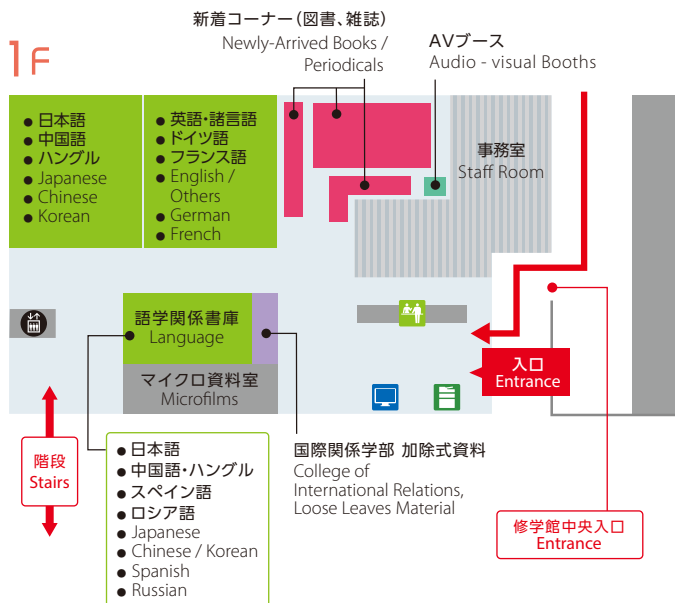 1F
新着コーナー（図書、雑誌）
Newly-Arrived Books /
Periodicals
AVブース
Audio - visual Booths
● 日本語
● 中国語
● ハングル
● Japanese
● Chinese
● Korean
● 英語・諸言語
● ドイツ語
● フランス語
● English /
Others
● German
● French
事務室
Staff Room
語学関係書庫
Language
マイクロ資料室
Microfilms
入口
Entrance
階段
Stairs
● 日本語
● 中国語・ハングル
● スペイン語
● ロシア語
● Japanese
● Chinese / Korean
● Spanish
● Russian
国際関係学部 加除式資料
College of
International Relations,
Loose Leaves Material
修学館中央入口
Entrance